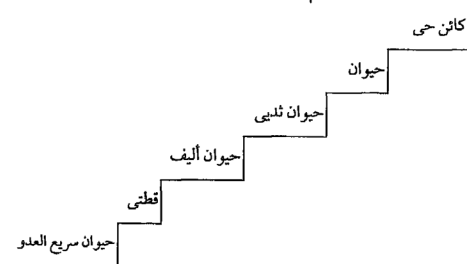 كائن حى
حيوان
حيوان ثديى
حيوان أليف
قطتى
حيوان سريع العدو